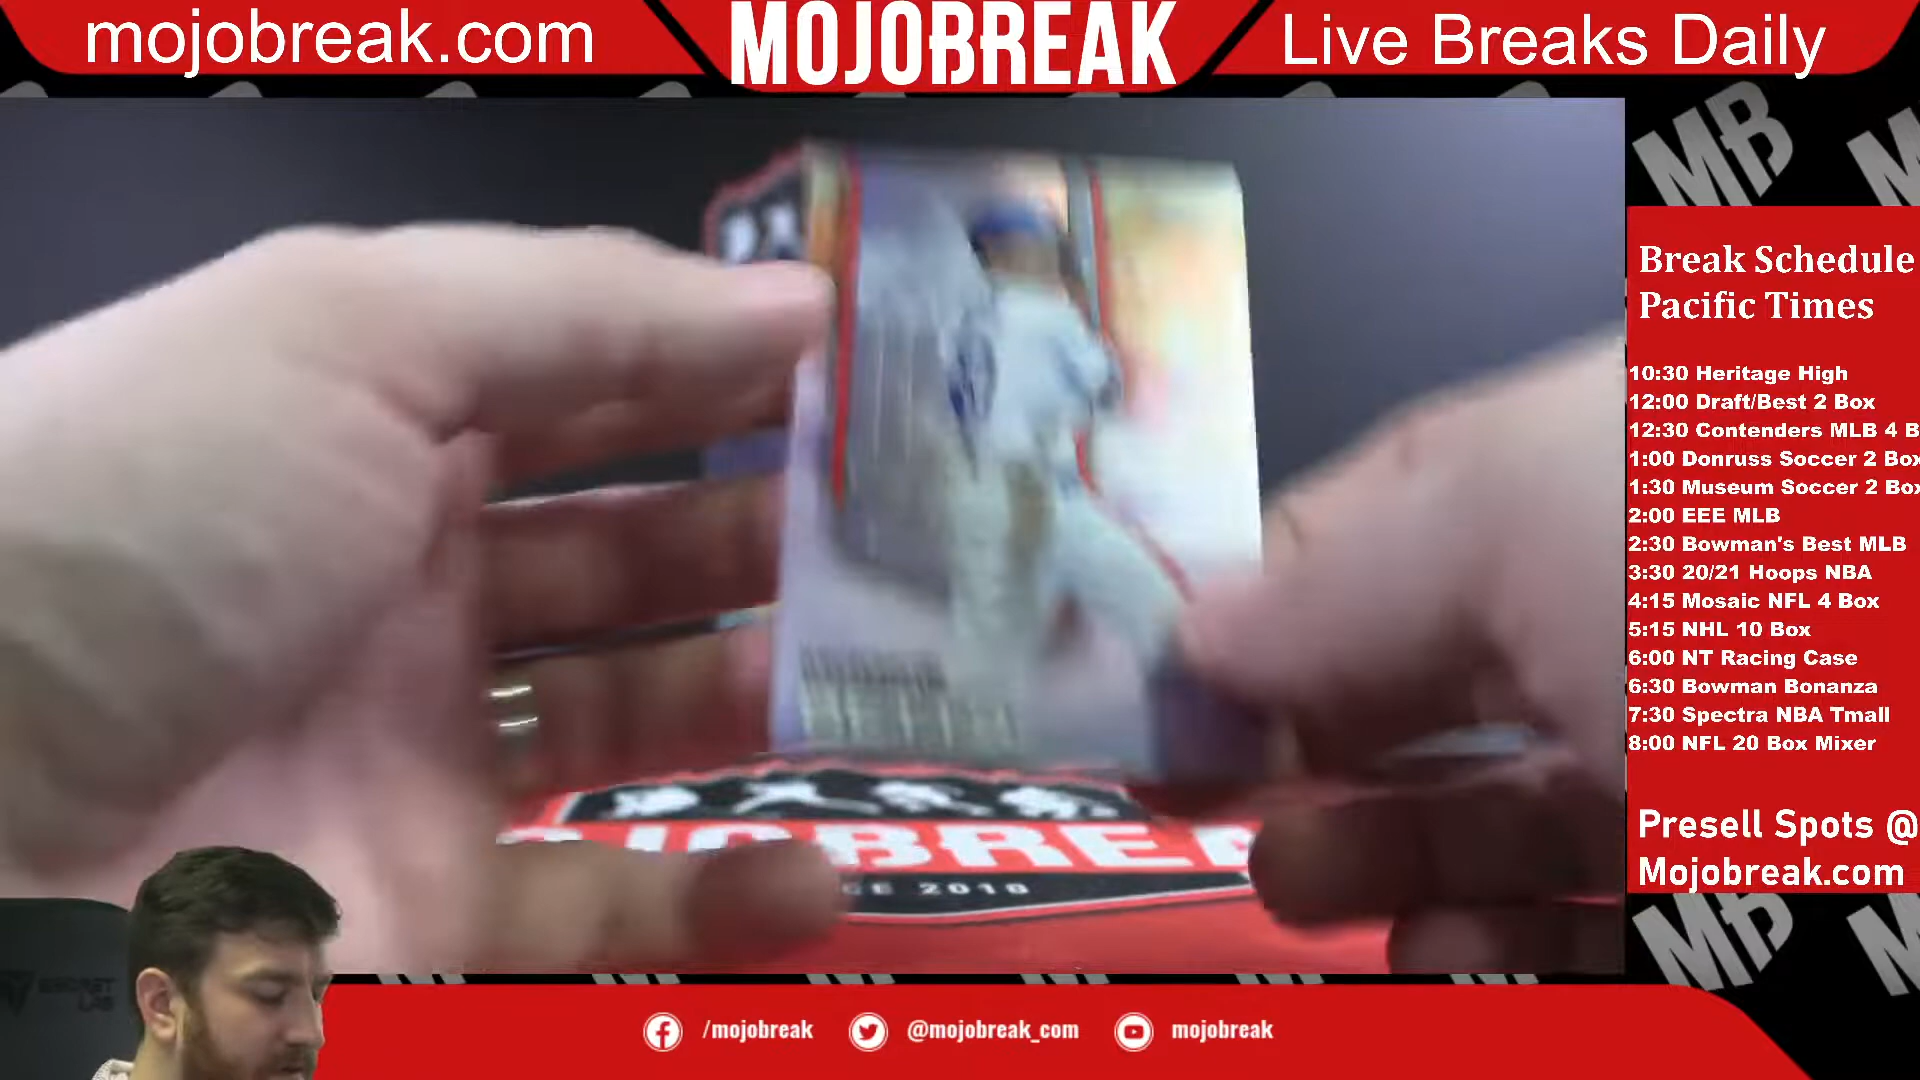 mojobreak.com
MOJOBREAK
Live Breaks Daily
MB
Break Schedule
Pacific Times
10:30 Heritage High
12:00 Draft/Best 2 Box
12:30 Contenders MLB 4 B
1:00 Donruss Soccer 2 Box
1:30 Museum Soccer 2 Box
2:00 EEE MLB
2:30 Bowman's Best MLB
3:30 20/21 Hoops NBA
4:15 Mosaic NFL 4 Box
5:15 NHL 10 Box
6:00 NT Racing Case
6:30 Bowman Bonanza
7:30 Spectra NBA Tmall
8:00 NFL 20 Box Mixer
Presell Spots @
Mojobreak.com
MB
/mojobreak
@mojobreak_com
mojobreak